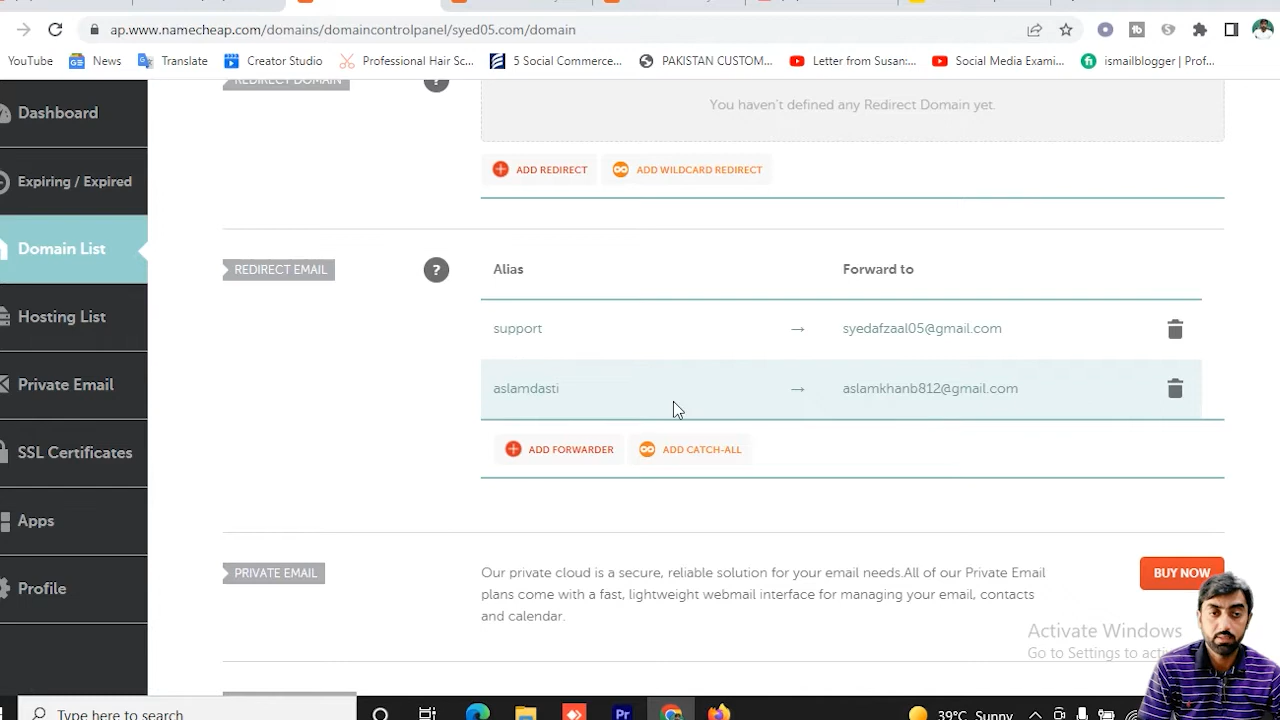 ap.www.namecheap.com/domains/domaincontrolpanel/syed05.com/domain
YouTube
News
Translate
Creator Studio
Professional Hair Sc...
5 Social Commerce...
PAKISTAN CUSTOM...
Letter from Susan:...
Social Media Exami...
ismailblogger | Prof...
REDIRECT DOMAIN
?
You haven't defined any Redirect Domain yet.
Dashboard
Expiring / Expired
Domain List
Hosting List
Private Email
SSL Certificates
Apps
Profile
ADD REDIRECT
ADD WILDCARD REDIRECT
REDIRECT EMAIL
?
Alias
Forward to
support
→
syedafzaal05@gmail.com
aslamdasti
→
aslamkhanb812@gmail.com
ADD FORWARDER
ADD CATCH-ALL
PRIVATE EMAIL
Our private cloud is a secure, reliable solution for your email needs.All of our Private Email
plans come with a fast, lightweight webmail interface for managing your email, contacts
and calendar.
BUY NOW
Activate Windows
Go to Settings to
Type here to search
Pr
39°C Sunny